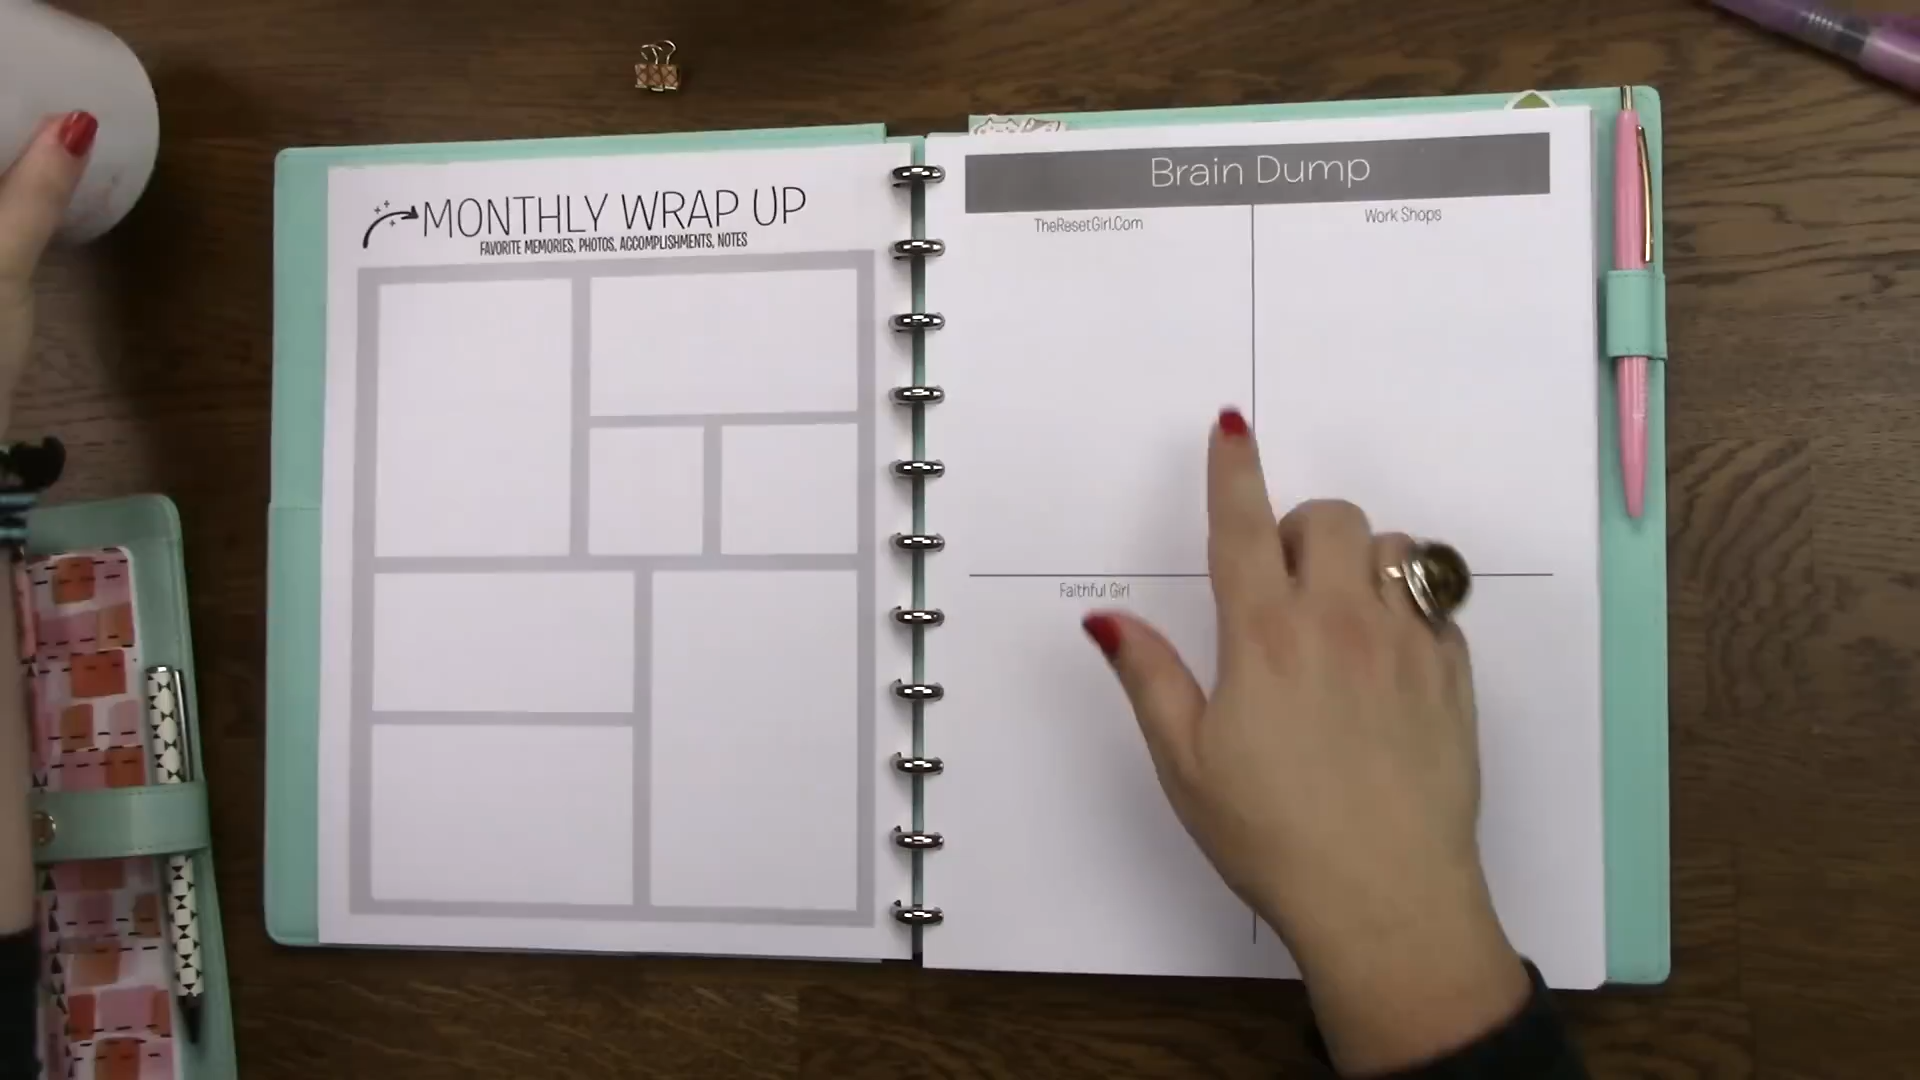 MONTHLY WRAP UP
FAVORITE MEMORIES, PHOTOS, ACCOMPLISHMENTS, NOTES
Brain Dump
TheResetGirl.Com
Work Shops
Faithful Girl